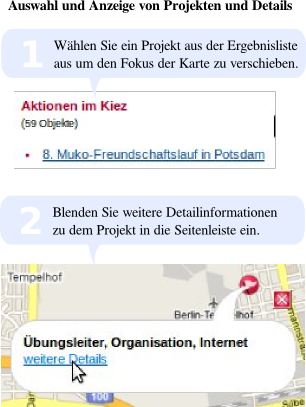 Auswahl und Anzeige von Projekten und Details
1
Wählen Sie ein Projekt aus der Ergebnisliste
aus um den Fokus der Karte zu verschieben.
Aktionen im Kiez
(59 Objekte)
• 8. Muko-Freundschaftslauf in Potsdam
2
Blenden Sie weitere Detailinformationen
zu dem Projekt in die Seitenleiste ein.
Tempelhof
Berlin-Te
Übungsleiter, Organisation, Internet
weitere Details
100